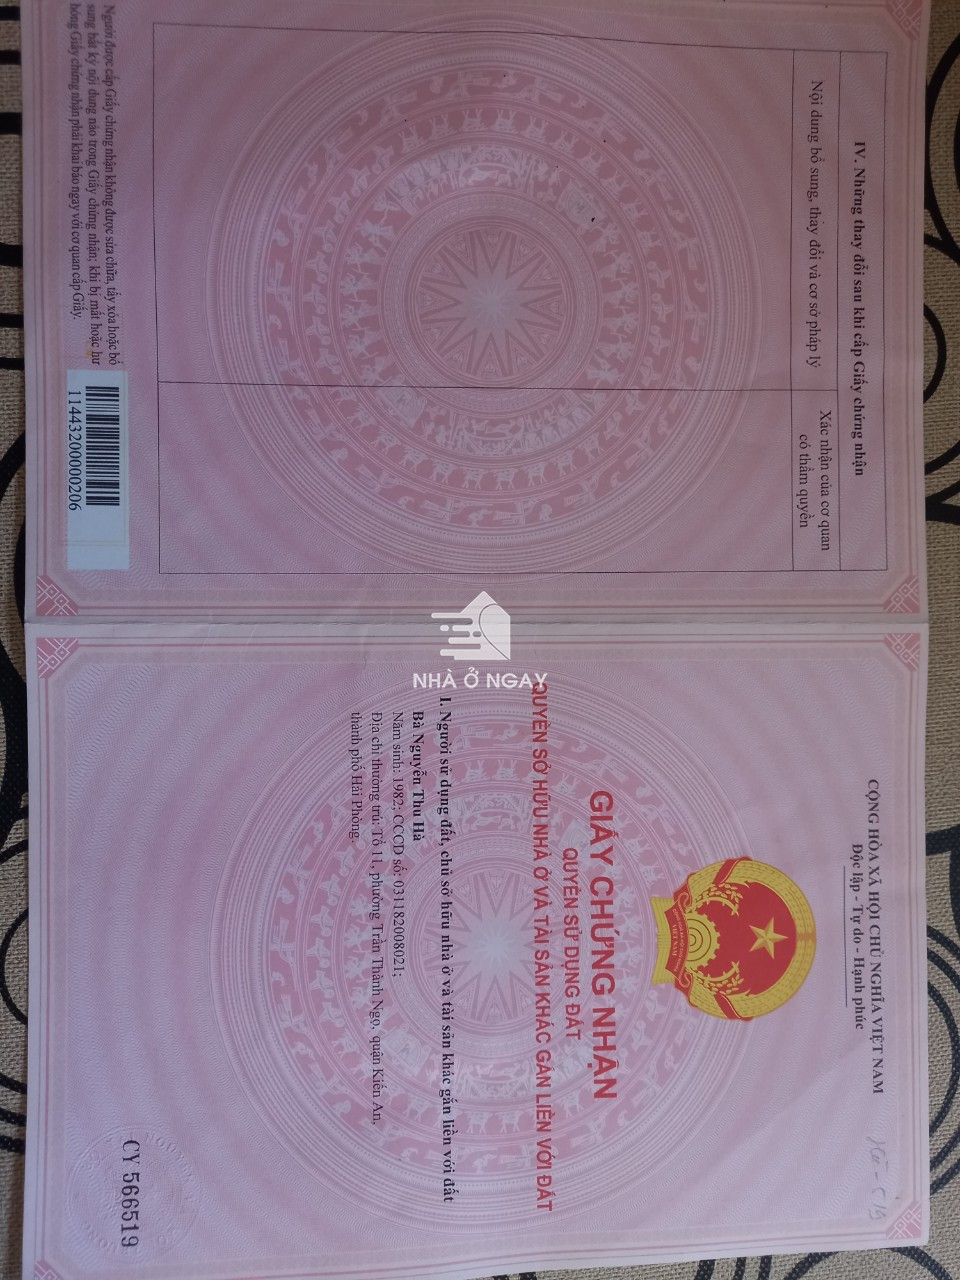 IV. Những thay đổi sau khi cấp Giấy chứng nhận
Nội dung bổ sung, thay đổi và cơ sở pháp lý
Xác nhận của cơ quan
có thẩm quyền
Người được cấp Giấy chứng nhận không được sửa chữa, tẩy xóa hoặc bổ
sung bất kỳ nội dung nào trong Giấy chứng nhận; khi bị mất hoặc hư
hỏng Giấy chứng nhận phải khai báo ngay với cơ quan cấp Giấy.
11443200000206
NHÀ Ở NGAY
CỘNG HÒA XÃ HỘI CHỦ NGHĨA VIỆT NAM
Độc lập - Tự do - Hạnh phúc
VIỆT NAM
GIẤY CHỨNG NHẬN
QUYỀN SỬ DỤNG ĐẤT
QUYỀN SỞ HỮU NHÀ Ở VÀ TÀI SẢN KHÁC GẮN LIỀN VỚI ĐẤT
I. Người sử dụng đất, chủ sở hữu nhà ở và tài sản khác gắn liền với đất
Bà Nguyễn Thu Hà
Năm sinh: 1982; CCCD số: 031182008021;
Địa chỉ thường trú: Tổ 11, phường Trần Thành Ngọ, quận Kiến An,
thành phố Hải Phòng.
CY 566519